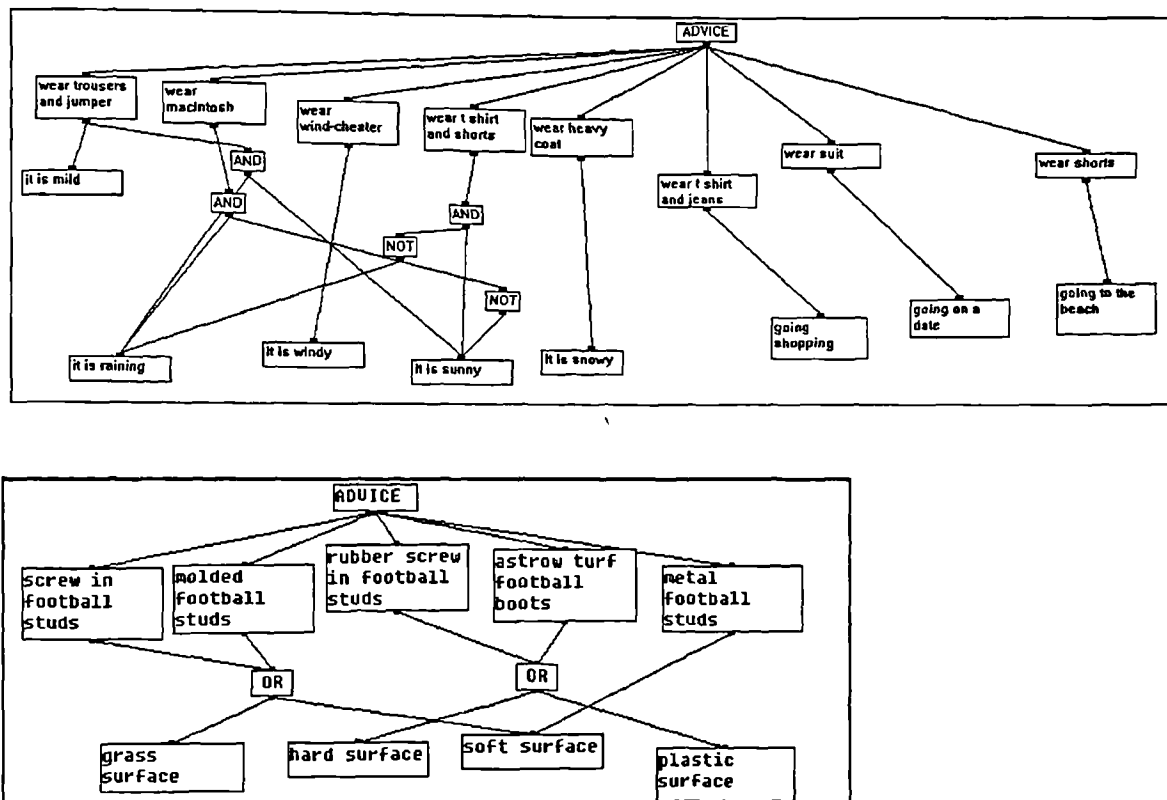 ADVICE
wear trousers
and jumper
wear
macintosh
wear
wind-cheater
wear t shirt
and shorts
wear heavy
coat
wear suit
wear shorts
it is mild
AND
wear t shirt
and jeans
AND
AND
NOT
NOT
going to the
beach
going on a
date
going
shopping
it is raining
it is windy
it is sunny
it is snowy
ADVICE
screw in
football
studs
molded
football
studs
rubber screw
in football
studs
astrow turf
football
boots
metal
football
studs
OR
OR
grass
surface
hard surface
soft surface
plastic
surface